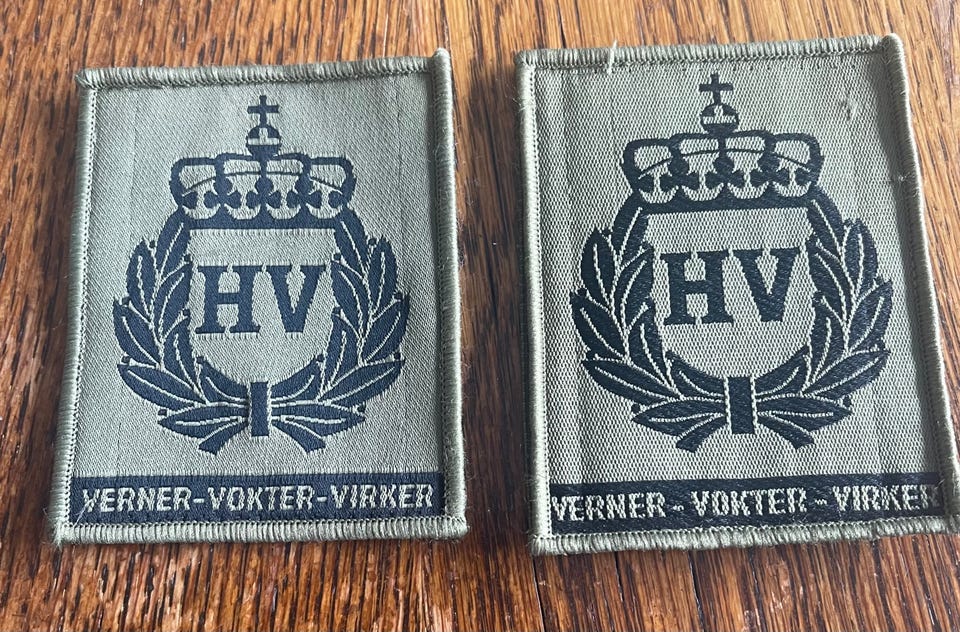 HV
VERNER-VOKTER-VIRKER
HV
VERNER - VOKTER - VIRKER